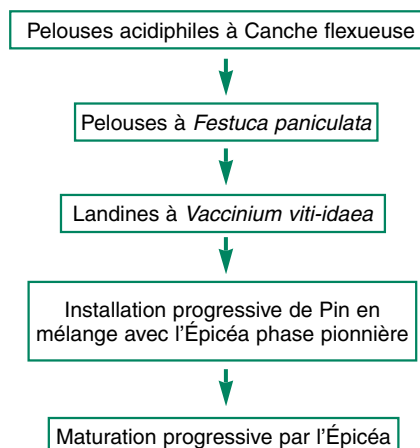 Pelouses acidiphiles à Canche flexueuse
Pelouses à Festuca paniculata
Landines à Vaccinium viti-idaea
Installation progressive de Pin en
mélange avec l'Épicéa phase pionnière
Maturation progressive par l'Épicéa